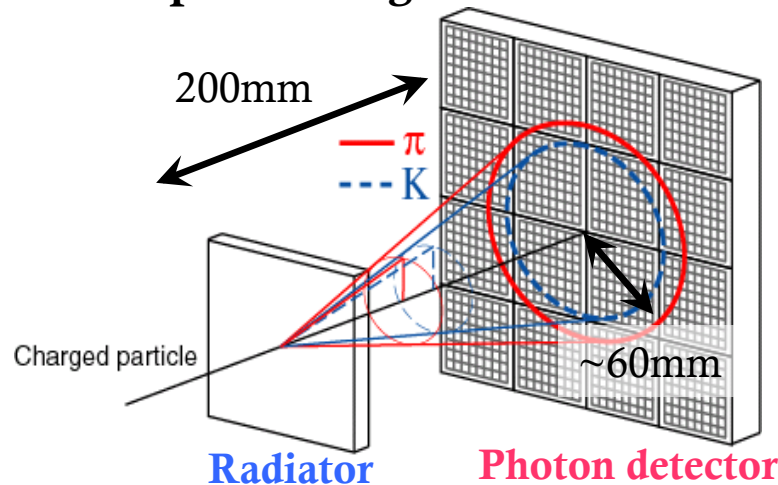 200mm
π
K
Charged particle
~60mm
Radiator
Photon detector